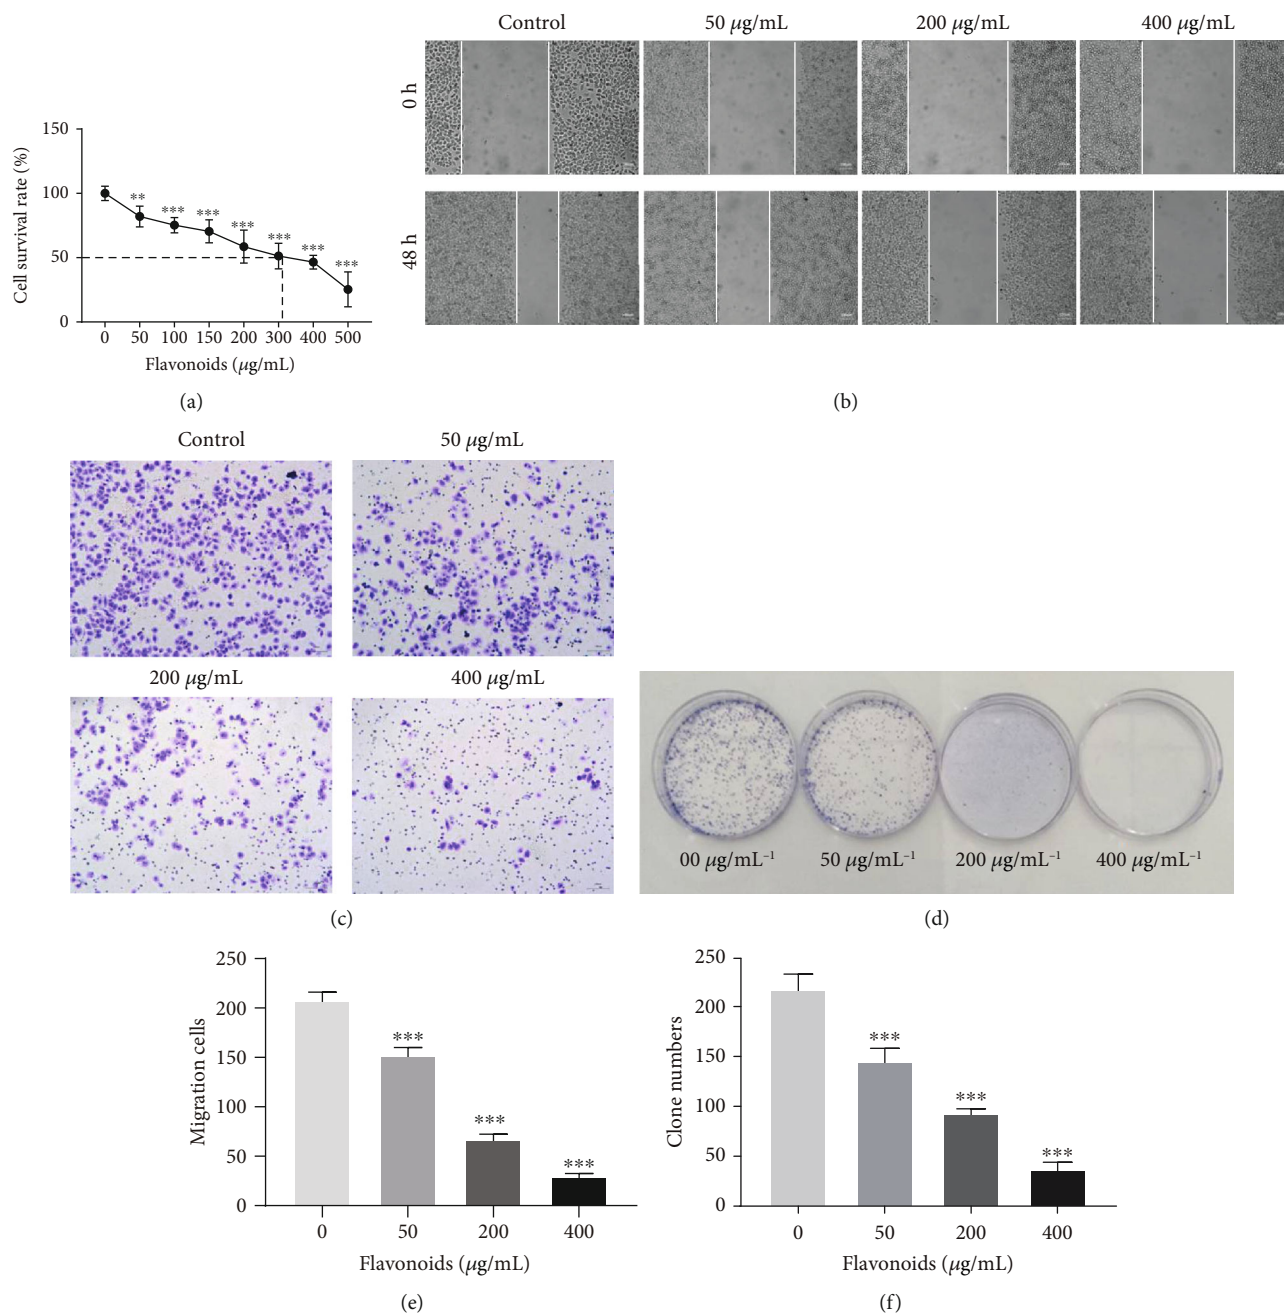 Control 50 μg/mL 200 μg/mL 400 μg/mL
0 h
48 h
Cell survival rate (%)
150
100
50
0
** *** *** *** *** *** ***
0 50 100 150 200 300 400 500
Flavonoids (μg/mL)
(a)
(b)
Control 50 μg/mL
200 μg/mL 400 μg/mL
(c)
00 μg/mL⁻¹ 50 μg/mL⁻¹ 200 μg/mL⁻¹ 400 μg/mL⁻¹
(d)
Migration cells
250
200
150
100
50
0
***
***
***
0 50 200 400
Flavonoids (μg/mL)
(e)
Clone numbers
250
200
150
100
50
0
***
***
***
0 50 200 400
Flavonoids (μg/mL)
(f)